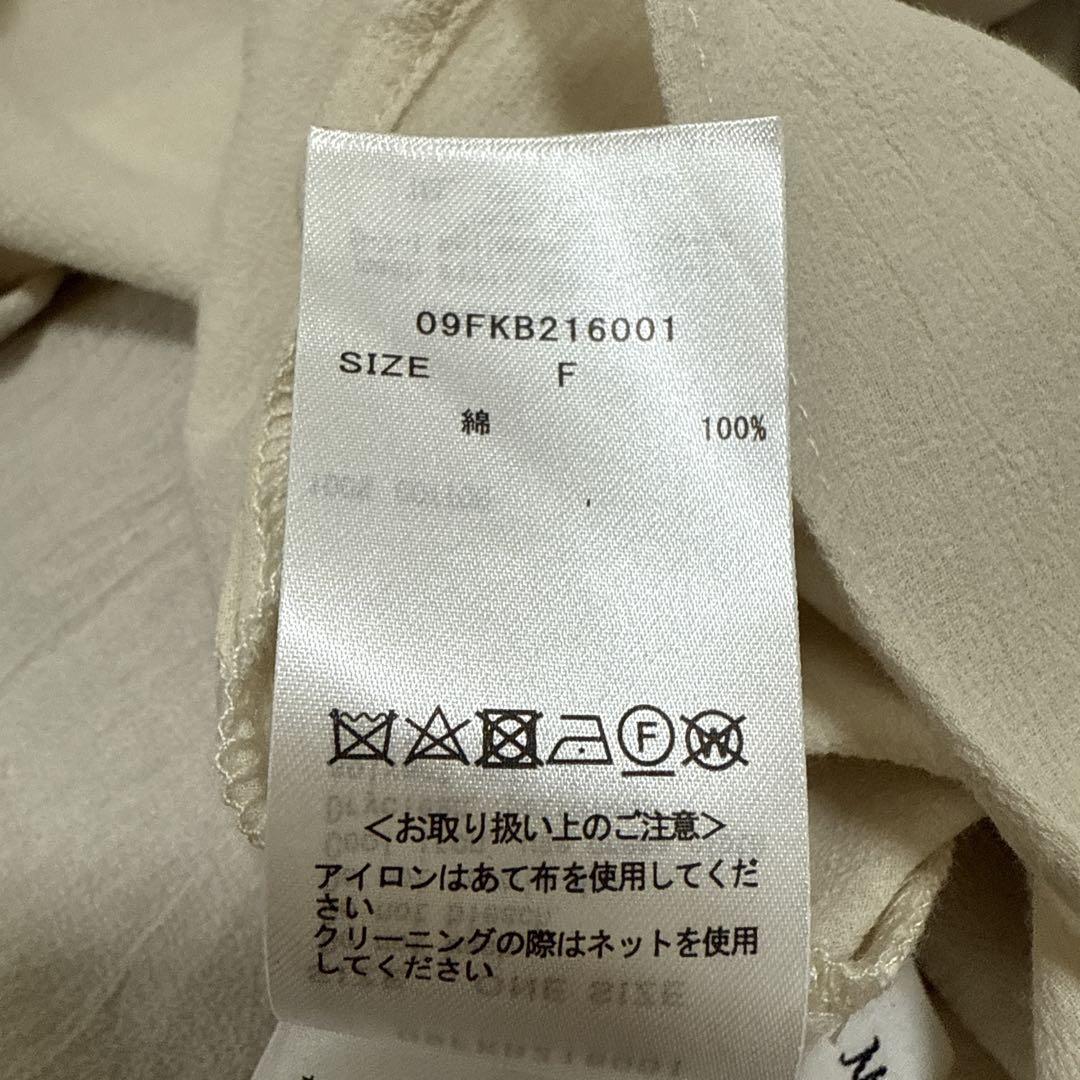 09FKB216001
SIZE F
綿 100%
F
W
<お取り扱い上のご注意>
アイロンはあて布を使用してくだ
さい
クリーニングの際はネットを使用
してください